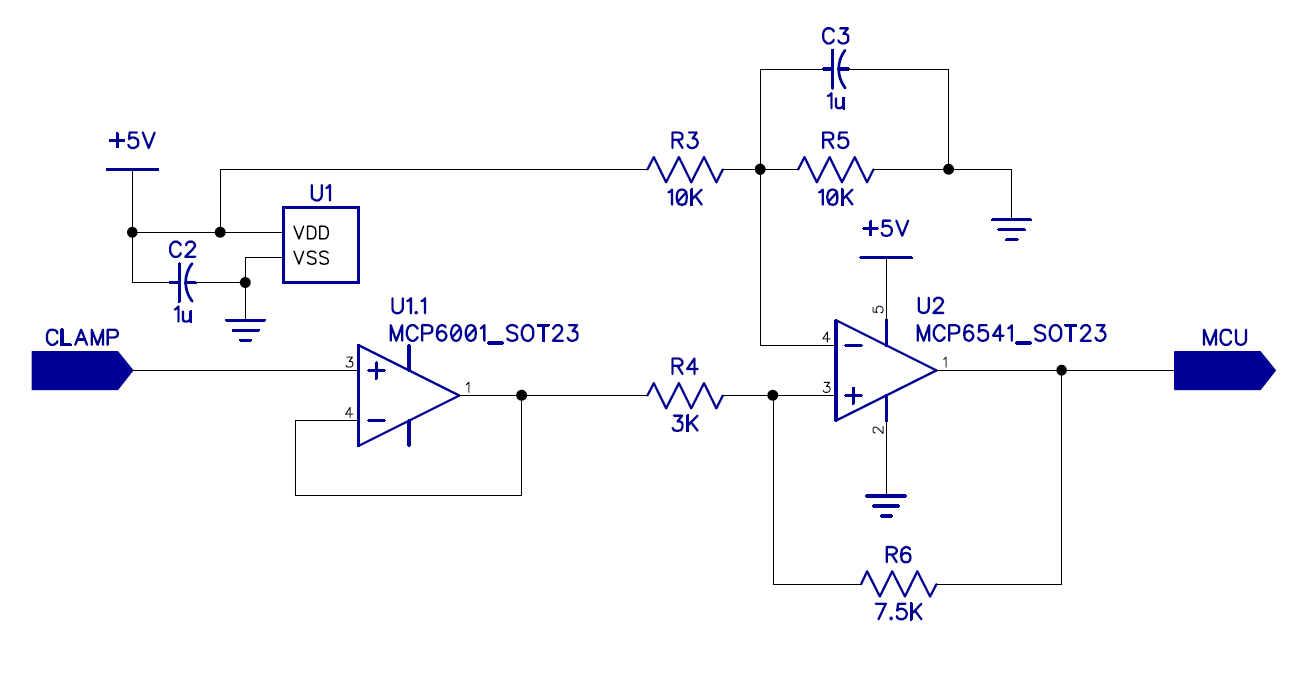 C3
1u
+5V
R3
R5
10K
10K
U1
VDD
VSS
C2
1u
+5V
5
U1.1
MCP6001_SOT23
U2
MCP6541_SOT23
CLAMP
MCU
3
4
1
R4
3K
4
3
1
2
R6
7.5K